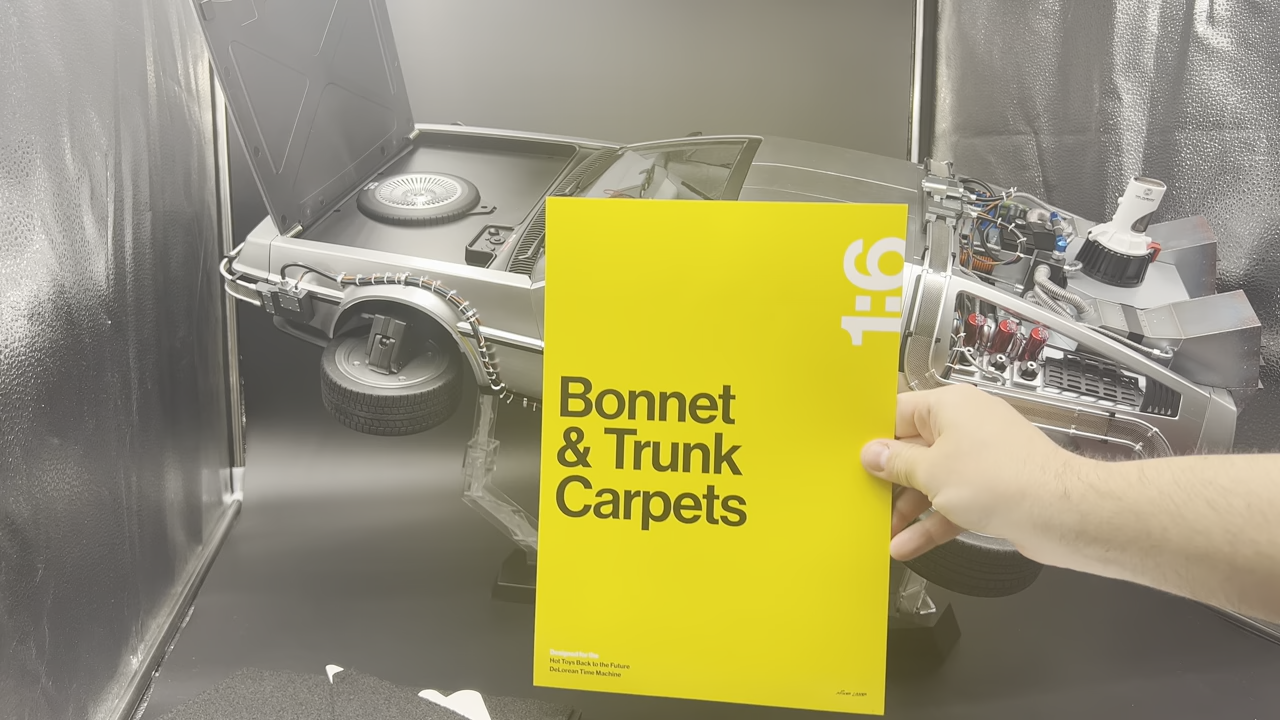 1:6
Bonnet
& Trunk
Carpets
Designed for the
Hot Toys Back to the Future
DeLorean Time Machine